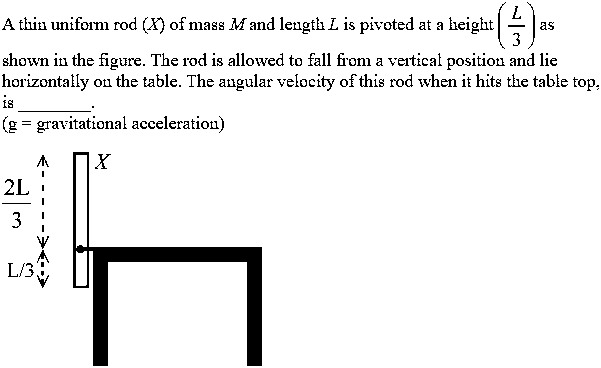 A thin uniform rod (X) of mass M and length L is pivoted at a height (L/3) as
shown in the figure. The rod is allowed to fall from a vertical position and lie
horizontally on the table. The angular velocity of this rod when it hits the table top,
is ________.
(g = gravitational acceleration)
X
2L/3
L/3